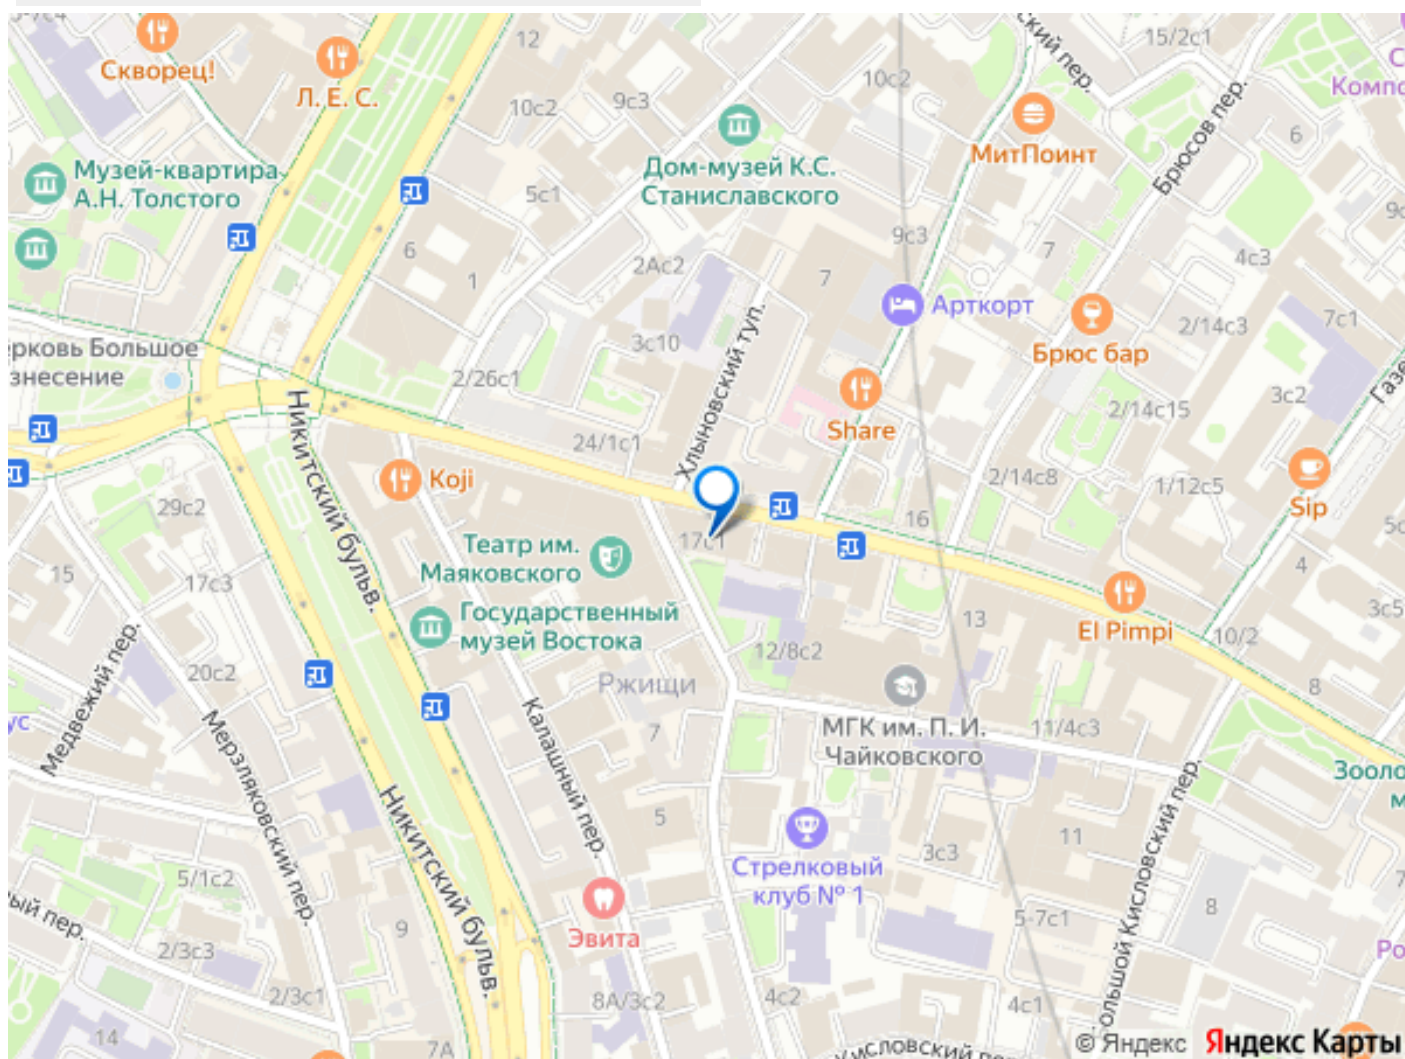 Скворец!
Л. Е. С.
12
10с2
9с3
10с2
15/2с1
Брюсов пер.
6
МитПоинт
Музей-квартира
А.Н. Толстого
Дом-музей К.С.
Станиславского
5с1
6
1
2Ас2
7
9с3
7
4с3
Арткорт
2/14с3
7с1
Брюс бар
3с10
Хлыновский туп.
2/26с1
Share
2/14с15
3с2
24/1с1
Koji
2/14с8
1/12с5
Sip
29с2
Никитский бульв.
17с1
16
Театр им.
Маяковского
15
17с3
Государственный
музей Востока
13
El Pimpi
4
10/2
Медвежий пер.
20с2
12/8с2
Ржищи
8
7
МГК им. П. И.
Чайковского
11/4с3
Мерзляковский пер.
Калашный пер.
Никитский бульв.
5
11
3с3
Стрелковый
клуб № 1
5/1с2
9
5-7с1
8
Эвита
2/3с3
2/3с1
8А/3с2
4с2
4с1
14
7А
© Яндекс Яндекс Карты